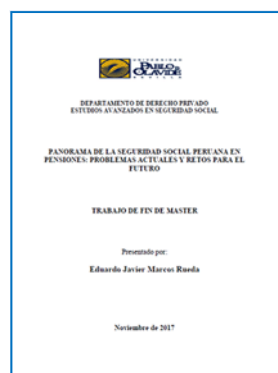 UNIVERSIDAD
PABLO DE
OLAVIDE
SEVILLA
DEPARTAMENTO DE DERECHO PRIVADO
ESTUDIOS AVANZADOS EN SEGURIDAD SOCIAL
PANORAMA DE LA SEGURIDAD SOCIAL PERUANA EN
PENSIONES: PROBLEMAS ACTUALES Y RETOS PARA EL
FUTURO
TRABAJO DE FIN DE MASTER
Presentado por:
Eduardo Javier Marcos Rueda
Noviembre de 2017